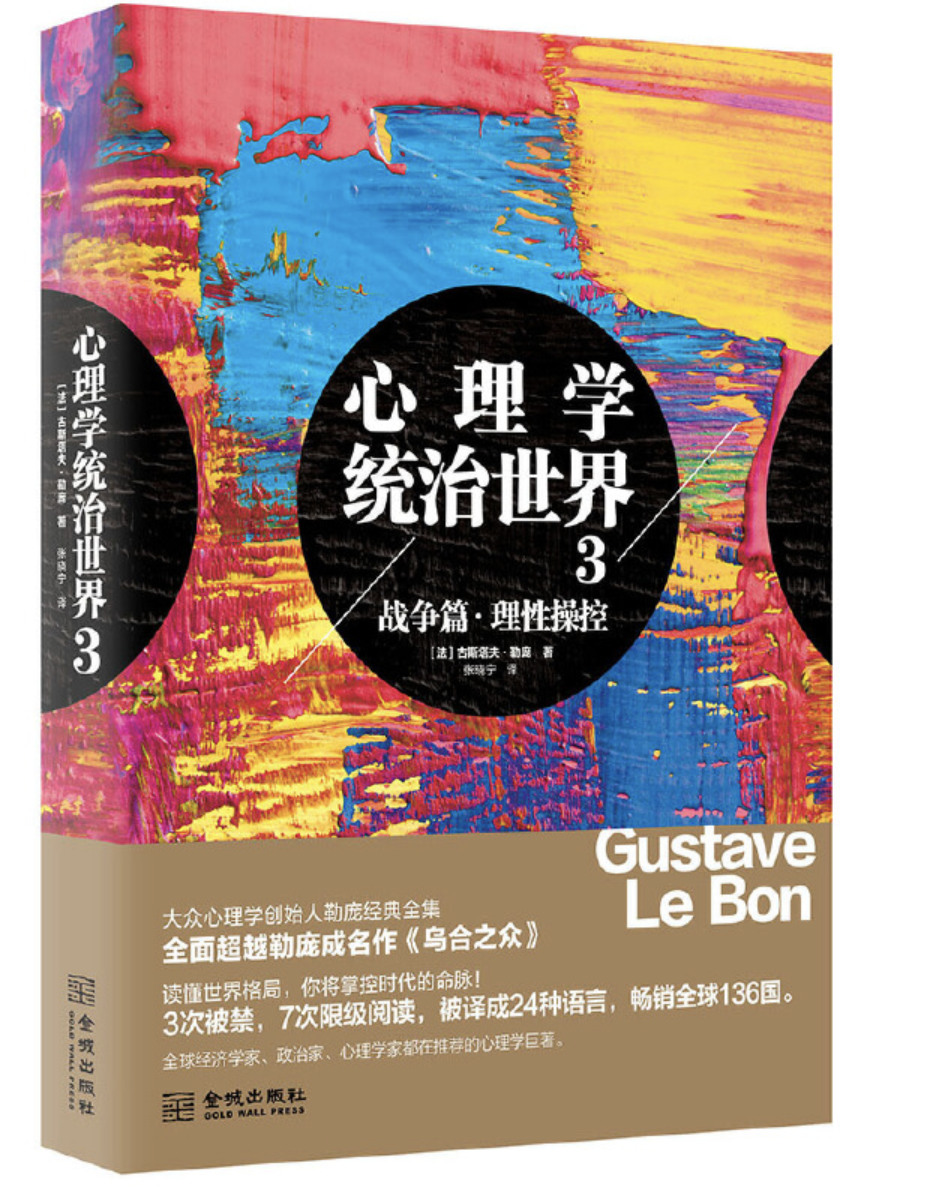 心理学统治世界3
[法]古斯塔夫·勒庞 著 张晓宁 译
金城出版社
GOLD WALL PRESS
心理学
统治世界
3
战争篇·理性操控
[法]古斯塔夫·勒庞 著
张晓宁 译
Gustave
Le Bon
大众心理学创始人勒庞经典全集
全面超越勒庞成名作《乌合之众》
读懂世界格局，你将掌控时代的命脉！
3次被禁，7次限级阅读，被译成24种语言，畅销全球136国。
全球经济学家、政治家、心理学家都在推荐的心理学巨著。
金城出版社
GOLD WALL PRESS